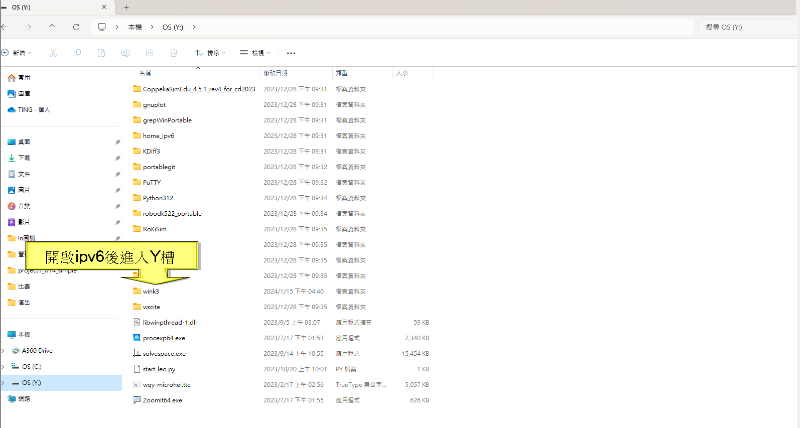 OS (Y:)
本機 > OS (Y:) >
搜尋 OS (Y:)
新增
排序
檢視
名稱 修改日期 類型 大小
常用
圖庫
TING - 個人
桌面
下載
文件
圖片
音樂
影片
project1_w14_simple
比賽
演出
本機
A360 Drive
OS (C:)
OS (Y:)
網路
CoppeliaSimEdu_4.5.1_rev4_for_cd2023 2023/12/28 下午 09:31 檔案資料夾
gnuplot 2023/12/28 下午 09:31 檔案資料夾
grepWinPortable 2023/12/28 下午 09:31 檔案資料夾
home_ipv6 2023/12/28 下午 09:31 檔案資料夾
KDiff3 2023/12/28 下午 09:31 檔案資料夾
portablegit 2023/12/28 下午 09:32 檔案資料夾
PuTTY 2023/12/28 下午 09:32 檔案資料夾
Python312 2023/12/28 下午 09:34 檔案資料夾
robodk522_portable 2023/12/28 下午 09:34 檔案資料夾
RoKiSim 2023/12/28 下午 09:35 檔案資料夾
2023/12/28 下午 09:35 檔案資料夾
開啟ipv6後進入Y槽
2023/12/28 下午 09:35 檔案資料夾
2023/12/28 下午 09:35 檔案資料夾
wink3 2024/1/15 下午 04:40 檔案資料夾
wscite 2023/12/28 下午 09:35 檔案資料夾
libwinpthread-1.dll 2023/9/5 上午 03:07 應用程式擴充 59 KB
procexp64.exe 2023/7/17 下午 01:53 應用程式 2,340 KB
solvespace.exe 2023/9/14 下午 10:55 應用程式 15,454 KB
start_leo.py 2023/10/20 上午 10:01 PY 檔案 1 KB
wqy-microhei.ttc 2023/2/17 上午 02:56 TrueType 集合字... 5,057 KB
ZoomIt64.exe 2023/7/17 下午 01:55 應用程式 626 KB